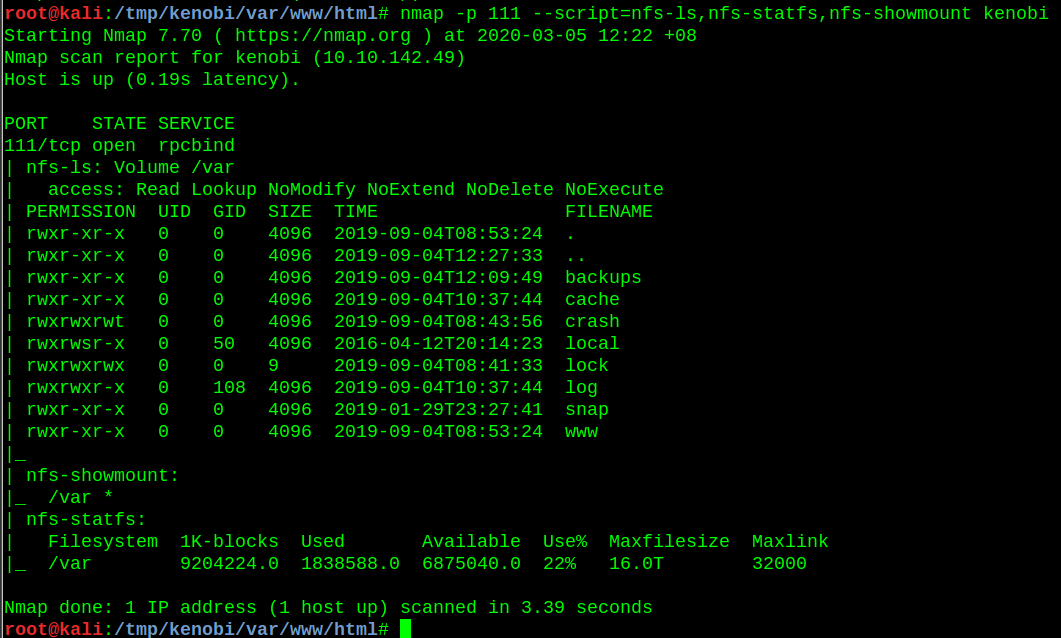 root@kali:/tmp/kenobi/var/www/html# nmap -p 111 --script=nfs-ls,nfs-statfs,nfs-showmount kenobi
Starting Nmap 7.70 ( https://nmap.org ) at 2020-03-05 12:22 +08
Nmap scan report for kenobi (10.10.142.49)
Host is up (0.19s latency).

PORT    STATE SERVICE
111/tcp open  rpcbind
| nfs-ls: Volume /var
|   access: Read Lookup NoModify NoExtend NoDelete NoExecute
| PERMISSION  UID  GID  SIZE  TIME                 FILENAME
| rwxr-xr-x   0    0    4096  2019-09-04T08:53:24  .
| rwxr-xr-x   0    0    4096  2019-09-04T12:27:33  ..
| rwxr-xr-x   0    0    4096  2019-09-04T12:09:49  backups
| rwxr-xr-x   0    0    4096  2019-09-04T10:37:44  cache
| rwxrwxrwt   0    0    4096  2019-09-04T08:43:56  crash
| rwxrwsr-x   0    50   4096  2016-04-12T20:14:23  local
| rwxrwxrwx   0    0    9     2019-09-04T08:41:33  lock
| rwxrwxr-x   0    108  4096  2019-09-04T10:37:44  log
| rwxr-xr-x   0    0    4096  2019-01-29T23:27:41  snap
| rwxr-xr-x   0    0    4096  2019-09-04T08:53:24  www
|_
| nfs-showmount:
|_  /var *
| nfs-statfs:
|   Filesystem  1K-blocks  Used       Available  Use%  Maxfilesize  Maxlink
|_  /var        9204224.0  1838588.0  6875040.0  22%   16.0T        32000

Nmap done: 1 IP address (1 host up) scanned in 3.39 seconds
root@kali:/tmp/kenobi/var/www/html#